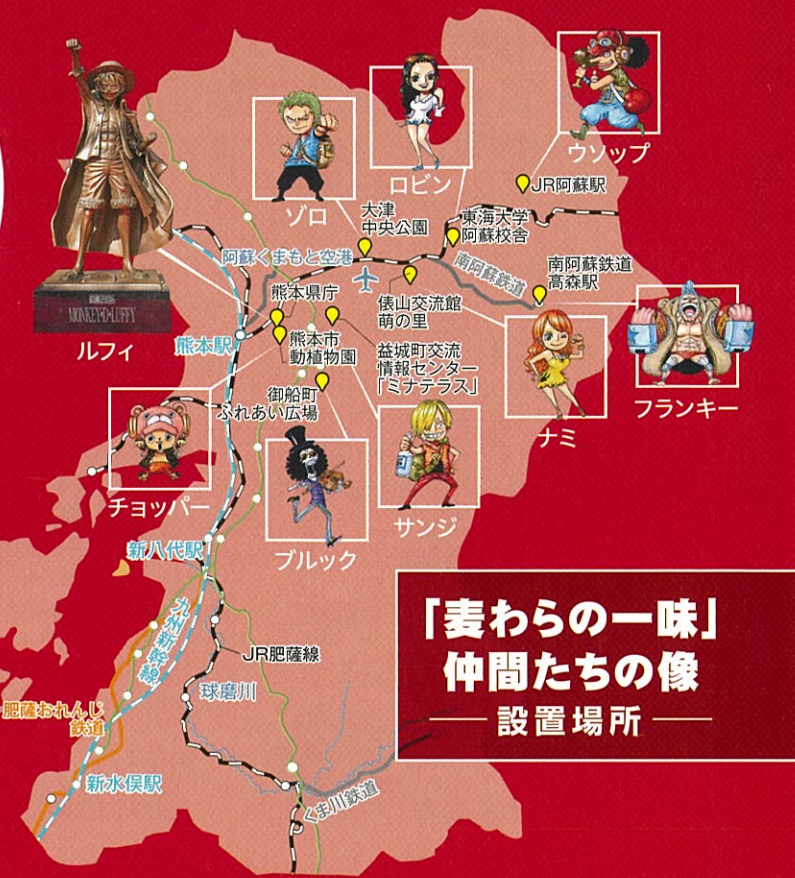 ウソップ
ロビン
ゾロ
JR阿蘇駅
大津
中央公園
東海大学
阿蘇校舎
阿蘇くまもと空港
南阿蘇鉄道
南阿蘇鉄道
高森駅
熊本県庁
俵山交流館
萌の里
MONKEY・D・LUFFY
ルフィ
熊本駅
熊本市
動植物園
益城町交流
情報センター
「ミナテラス」
御船町
ふれあい広場
ナミ
フランキー
チョッパー
サンジ
ブルック
新八代駅
九州新幹線
「麦わらの一味」
仲間たちの像
設置場所
JR肥薩線
球磨川
肥薩おれんじ
鉄道
新水俣駅
くま川鉄道